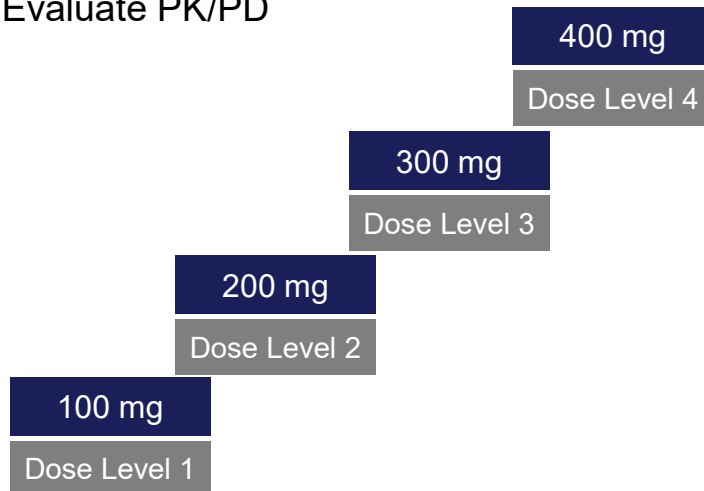 Evaluate PK/PD
400 mg
Dose Level 4
300 mg
Dose Level 3
200 mg
Dose Level 2
100 mg
Dose Level 1